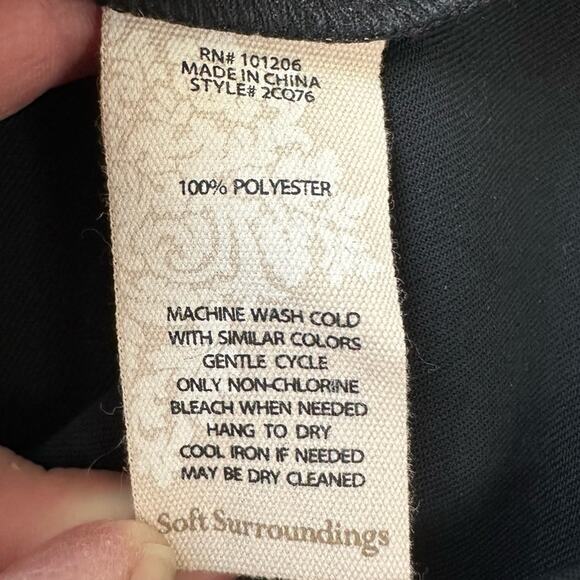 RN# 101206
MADE IN CHINA
STYLE# 2CQ76
100% POLYESTER
MACHINE WASH COLD
WITH SIMILAR COLORS
GENTLE CYCLE
ONLY NON-CHLORINE
BLEACH WHEN NEEDED
HANG TO DRY
COOL IRON IF NEEDED
MAY BE DRY CLEANED
Soft Surroundings